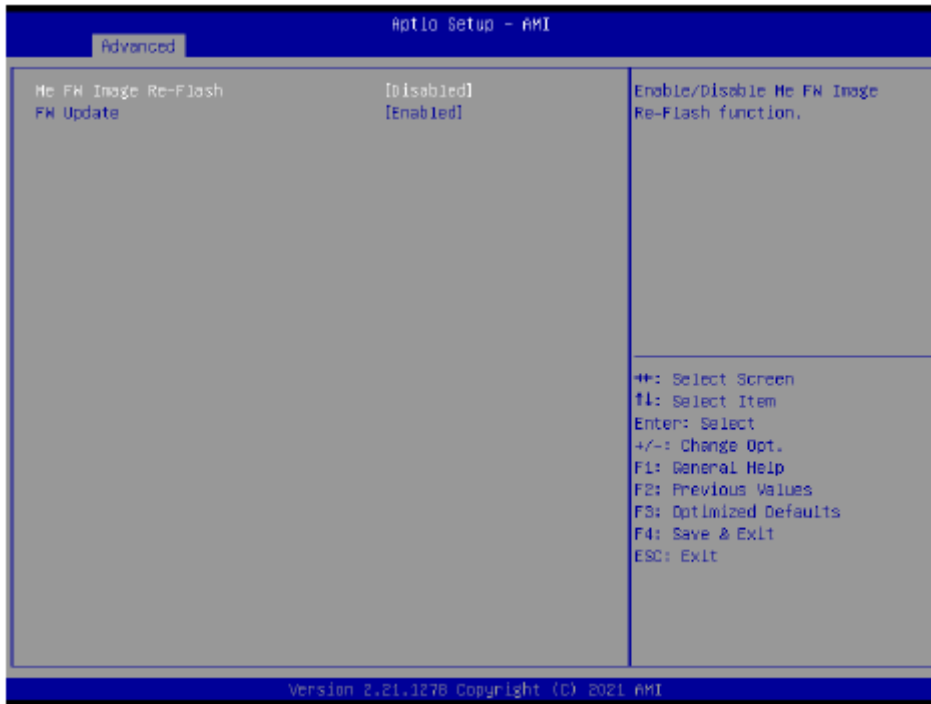 Aptio Setup - AMI
Advanced
Me FW Image Re-Flash [Disabled]
FW Update [Enabled]
Enable/Disable Me FW Image
Re-Flash function.
→←: Select Screen
↑↓: Select Item
Enter: Select
+/-: Change Opt.
F1: General Help
F2: Previous Values
F3: Optimized Defaults
F4: Save & Exit
ESC: Exit
Version 2.21.1278 Copyright (C) 2021 AMI